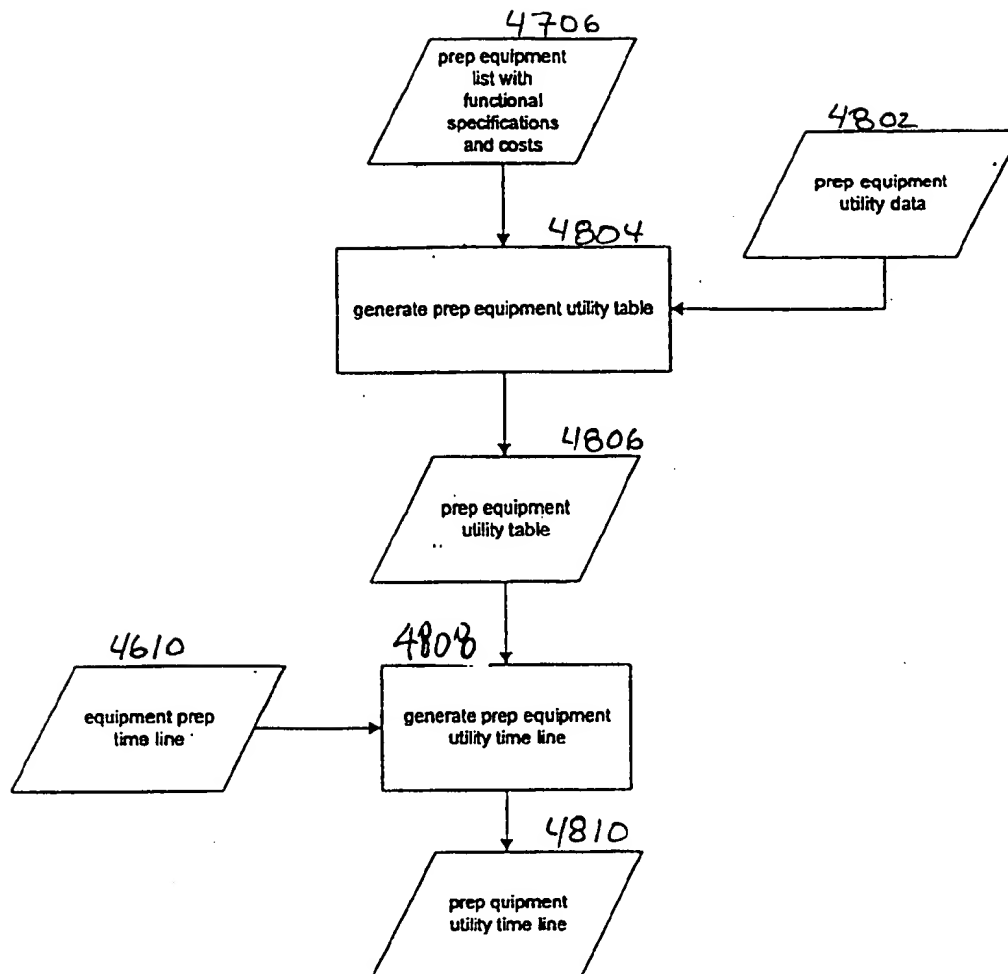 4706
prep equipment
list with
functional
specifications
and costs
4802
prep equipment
utility data
4804
generate prep equipment utility table
4806
prep equipment
utility table
4610
equipment prep
time line
4808
generate prep equipment
utility time line
4810
prep quipment
utility time line